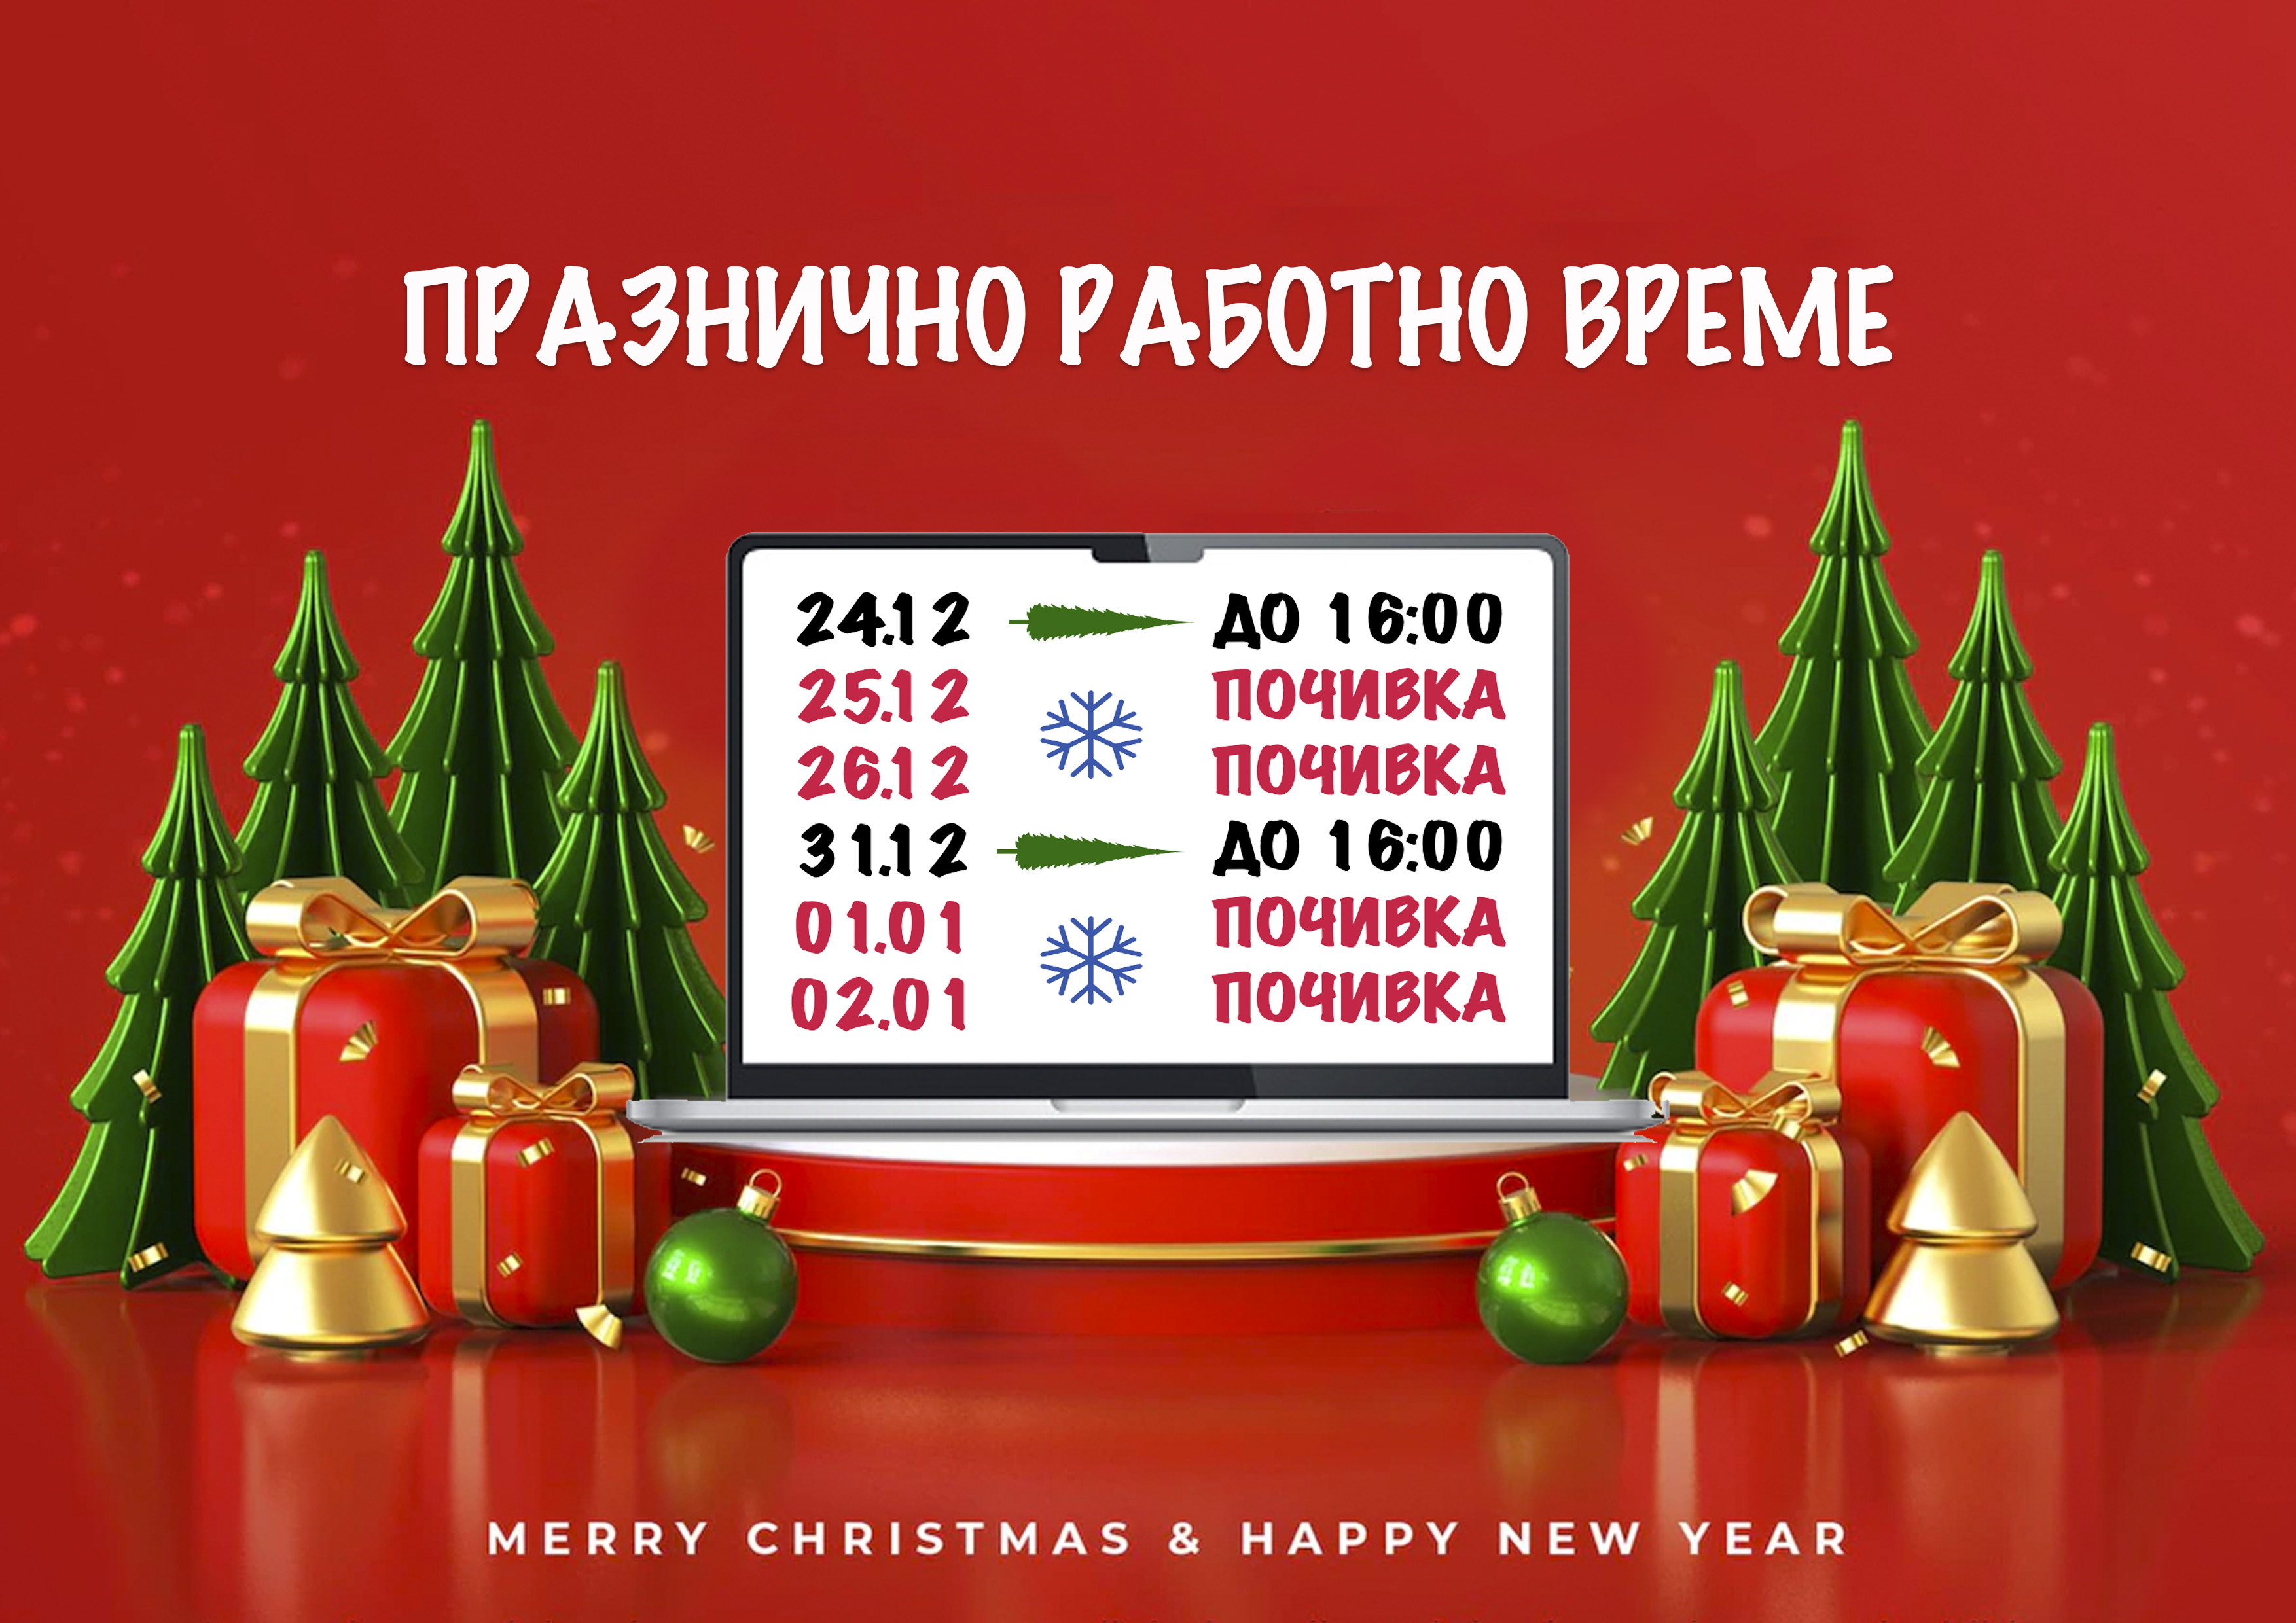 ПРАЗНИЧНО РАБОТНО ВРЕМЕ
24.12 ДО 16:00
25.12 ПОЧИВКА
26.12 ПОЧИВКА
31.12 ДО 16:00
01.01 ПОЧИВКА
02.01 ПОЧИВКА
MERRY CHRISTMAS & HAPPY NEW YEAR